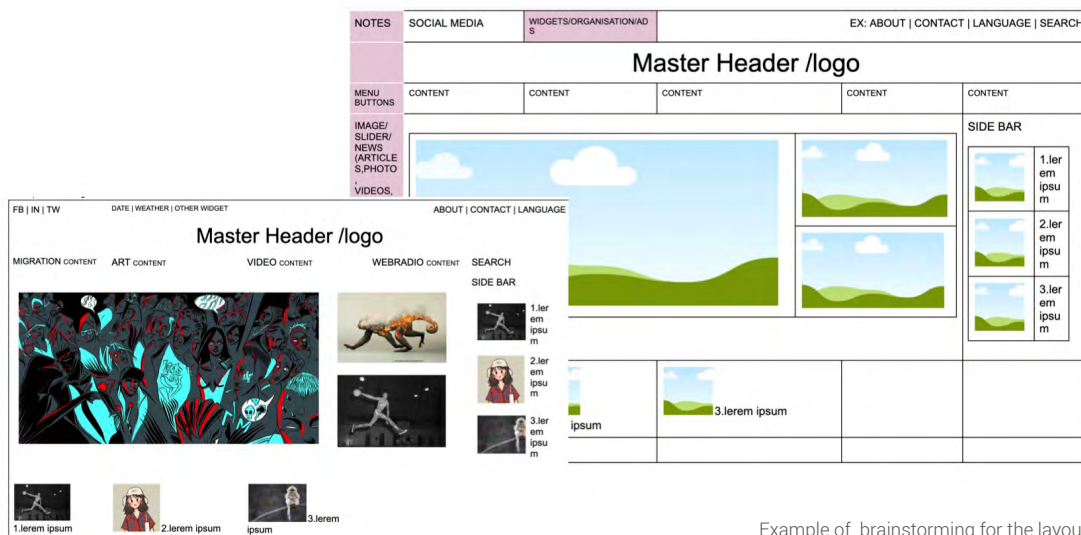 NOTES
SOCIAL MEDIA
WIDGETS/ORGANISATION/AD
S
EX: ABOUT | CONTACT | LANGUAGE | SEARCH
Master Header /logo
MENU
BUTTONS
CONTENT
CONTENT
CONTENT
CONTENT
CONTENT
IMAGE/
SLIDER/
NEWS
(ARTICLE
S,PHOTO
,
VIDEOS,
SIDE BAR
1.ler
em
ipsu
m
2.ler
em
ipsu
m
3.ler
em
ipsu
m
ipsum
3.lerem ipsum
FB | IN | TW
DATE | WEATHER | OTHER WIDGET
ABOUT | CONTACT | LANGUAGE
Master Header /logo
MIGRATION CONTENT
ART CONTENT
VIDEO CONTENT
WEBRADIO CONTENT
SEARCH
SIDE BAR
1.ler
em
ipsu
m
2.ler
em
ipsu
m
3.ler
em
ipsu
m
1.lerem ipsum
2.lerem ipsum
3.lerem
ipsum
Example of brainstorming for the layou